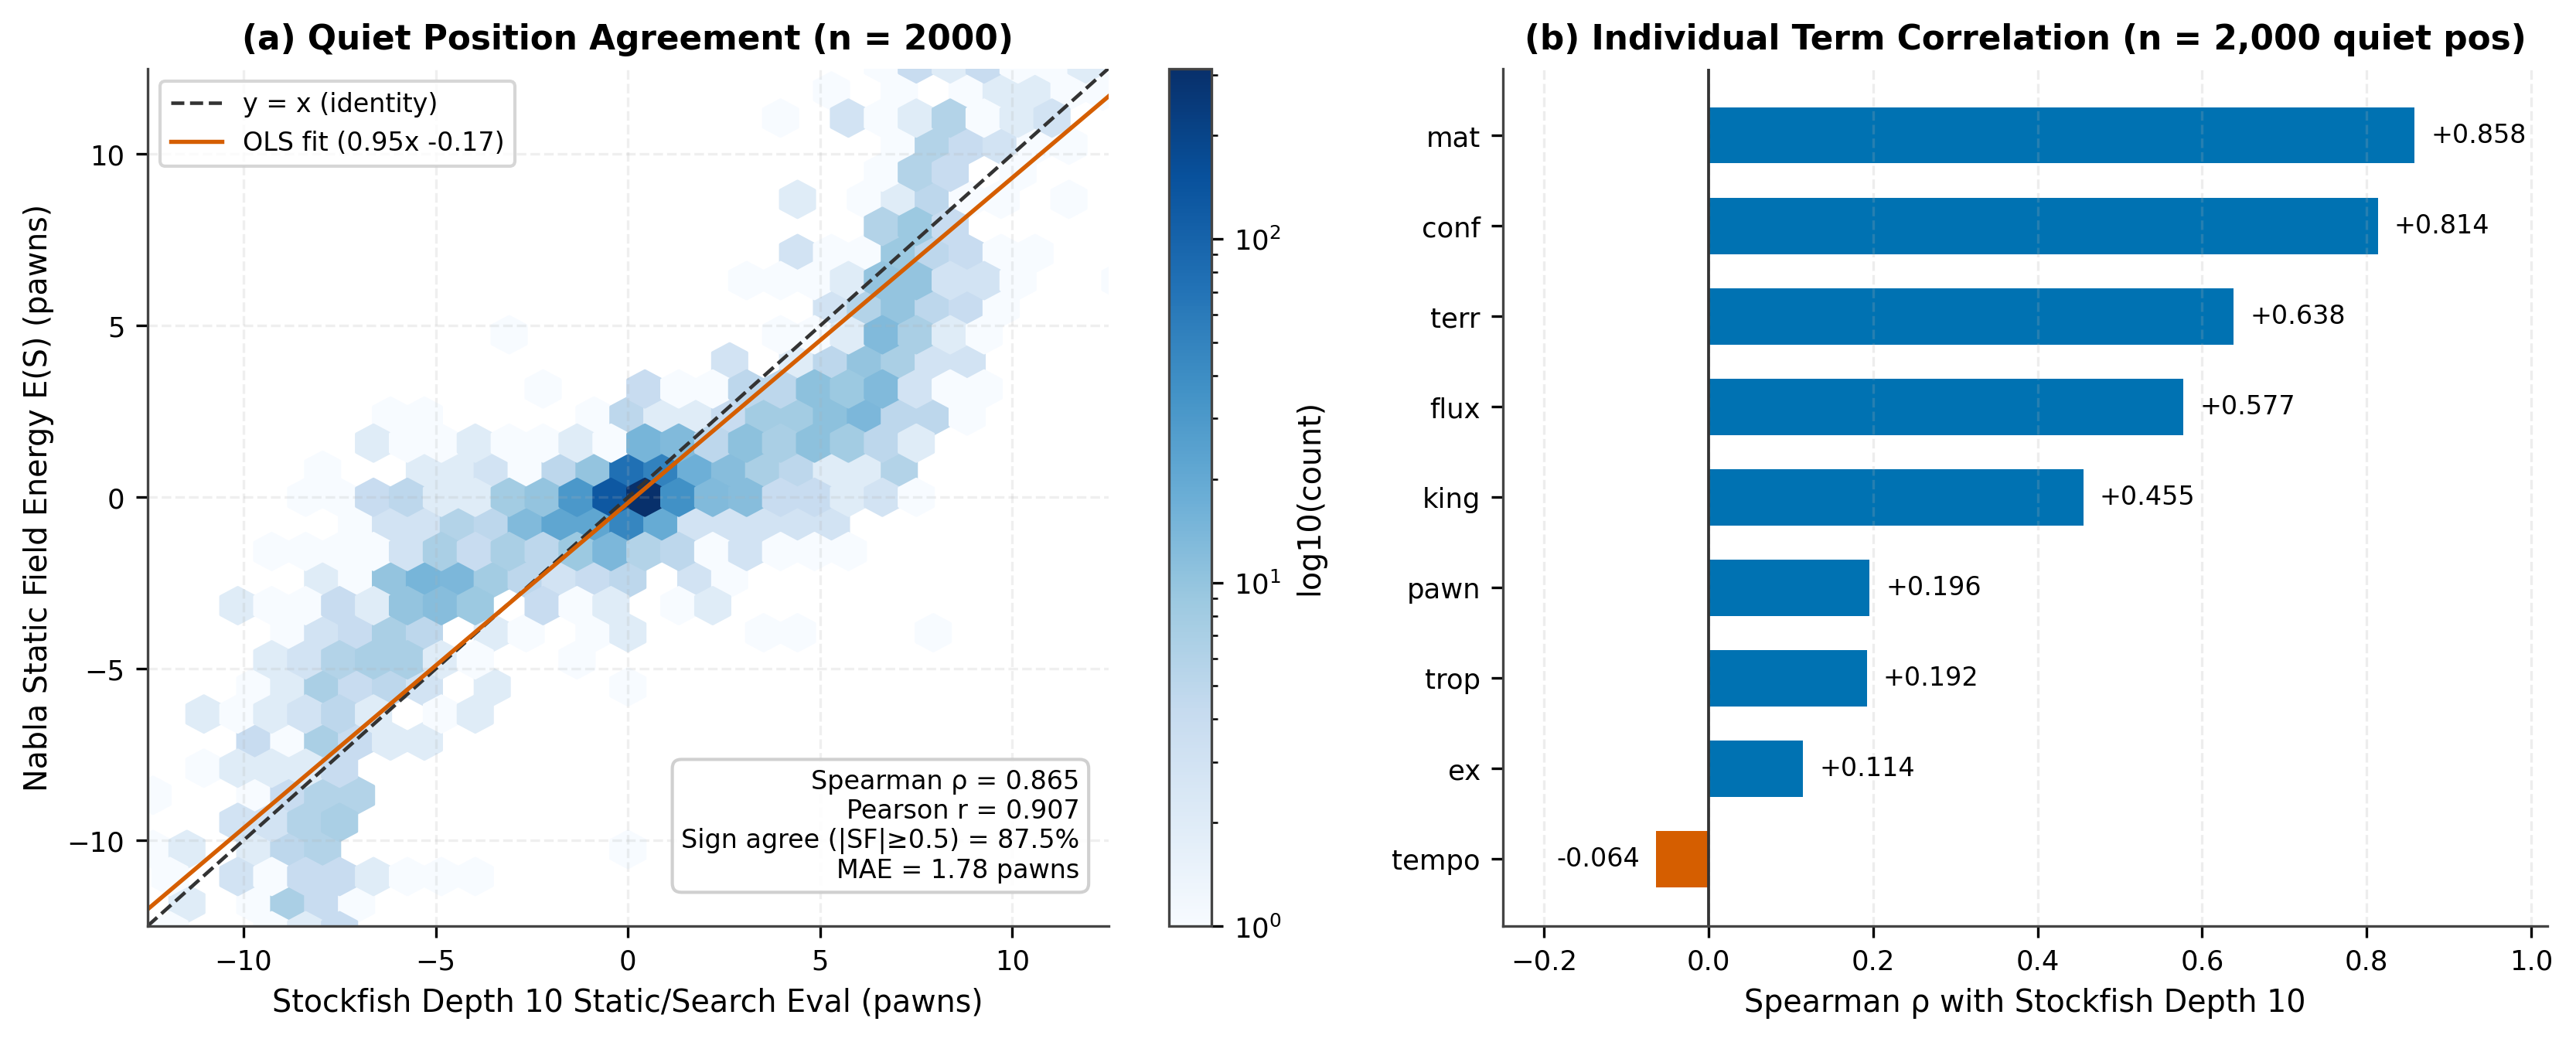 (a) Quiet Position Agreement (n = 2000)
y = x (identity)
OLS fit (0.95x -0.17)
10
5
0
−5
−10
Nabla Static Field Energy E(S) (pawns)
Spearman ρ = 0.865
Pearson r = 0.907
Sign agree (|SF|≥0.5) = 87.5%
MAE = 1.78 pawns
−10
−5
0
5
10
Stockfish Depth 10 Static/Search Eval (pawns)
10²
10¹
10⁰
log10(count)
(b) Individual Term Correlation (n = 2,000 quiet pos)
mat
+0.858
conf
+0.814
terr
+0.638
flux
+0.577
king
+0.455
pawn
+0.196
trop
+0.192
ex
+0.114
tempo
-0.064
−0.2
0.0
0.2
0.4
0.6
0.8
1.0
Spearman ρ with Stockfish Depth 10